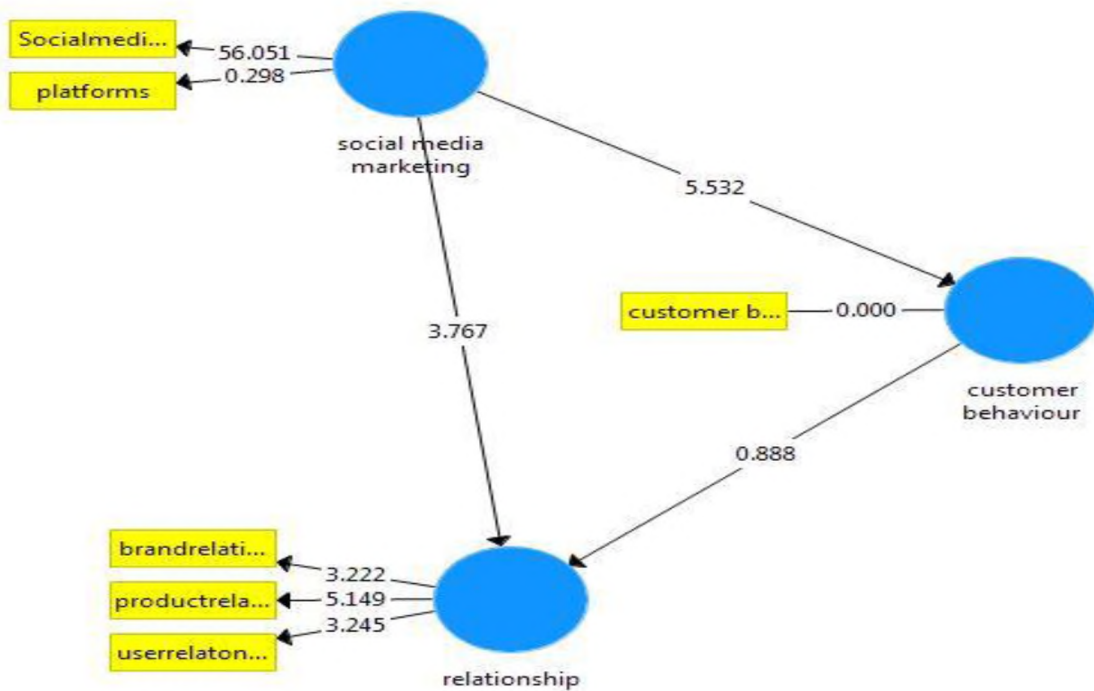 Socialmedi...
56.051
0.298
platforms
social media
marketing
5.532
customer b...
0.000
3.767
customer
behaviour
0.888
brandrelati...
3.222
productrela...
5.149
userrelaton...
3.245
relationship